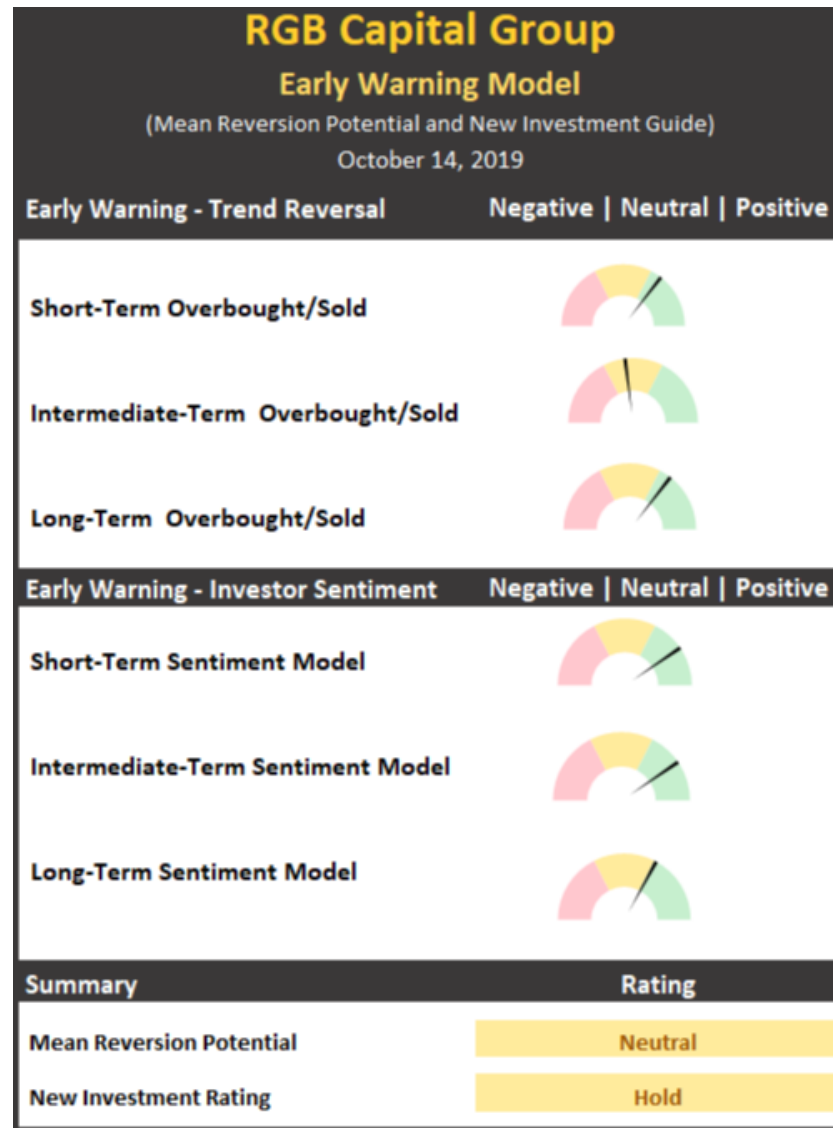 RGB Capital Group
Early Warning Model
(Mean Reversion Potential and New Investment Guide)
October 14, 2019
Early Warning - Trend Reversal Negative | Neutral | Positive
Short-Term Overbought/Sold
Intermediate-Term Overbought/Sold
Long-Term Overbought/Sold
Early Warning - Investor Sentiment Negative | Neutral | Positive
Short-Term Sentiment Model
Intermediate-Term Sentiment Model
Long-Term Sentiment Model
Summary Rating
Mean Reversion Potential Neutral
New Investment Rating Hold